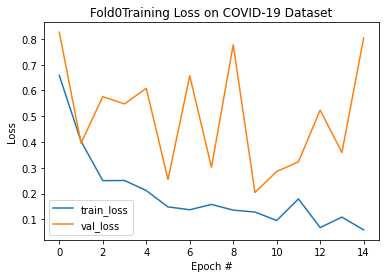 Fold0Training Loss on COVID-19 Dataset
Loss
0.8
0.7
0.6
0.5
0.4
0.3
0.2
0.1
train_loss
val_loss
0 2 4 6 8 10 12 14
Epoch #